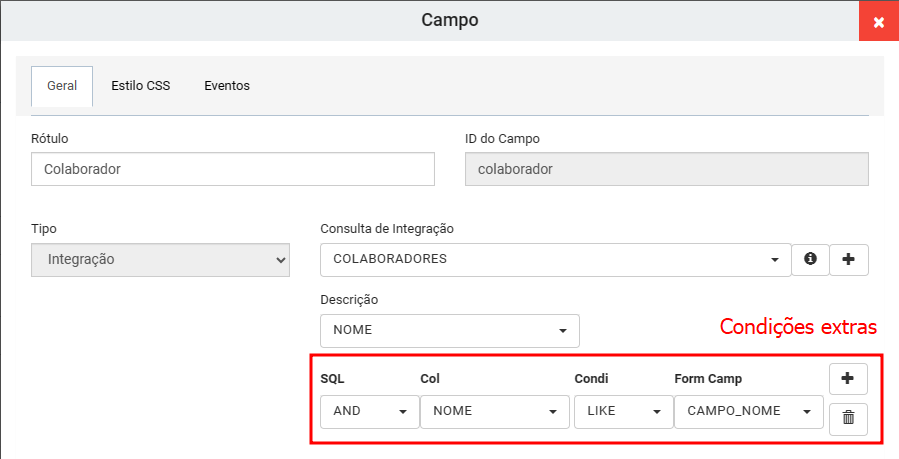 Campo
Geral Estilo CSS Eventos
Rótulo ID do Campo
Colaborador colaborador
Tipo Consulta de Integração
Integração COLABORADORES
Descrição
NOME
Condições extras
SQL Col Condi Form Camp
AND NOME LIKE CAMPO_NOME